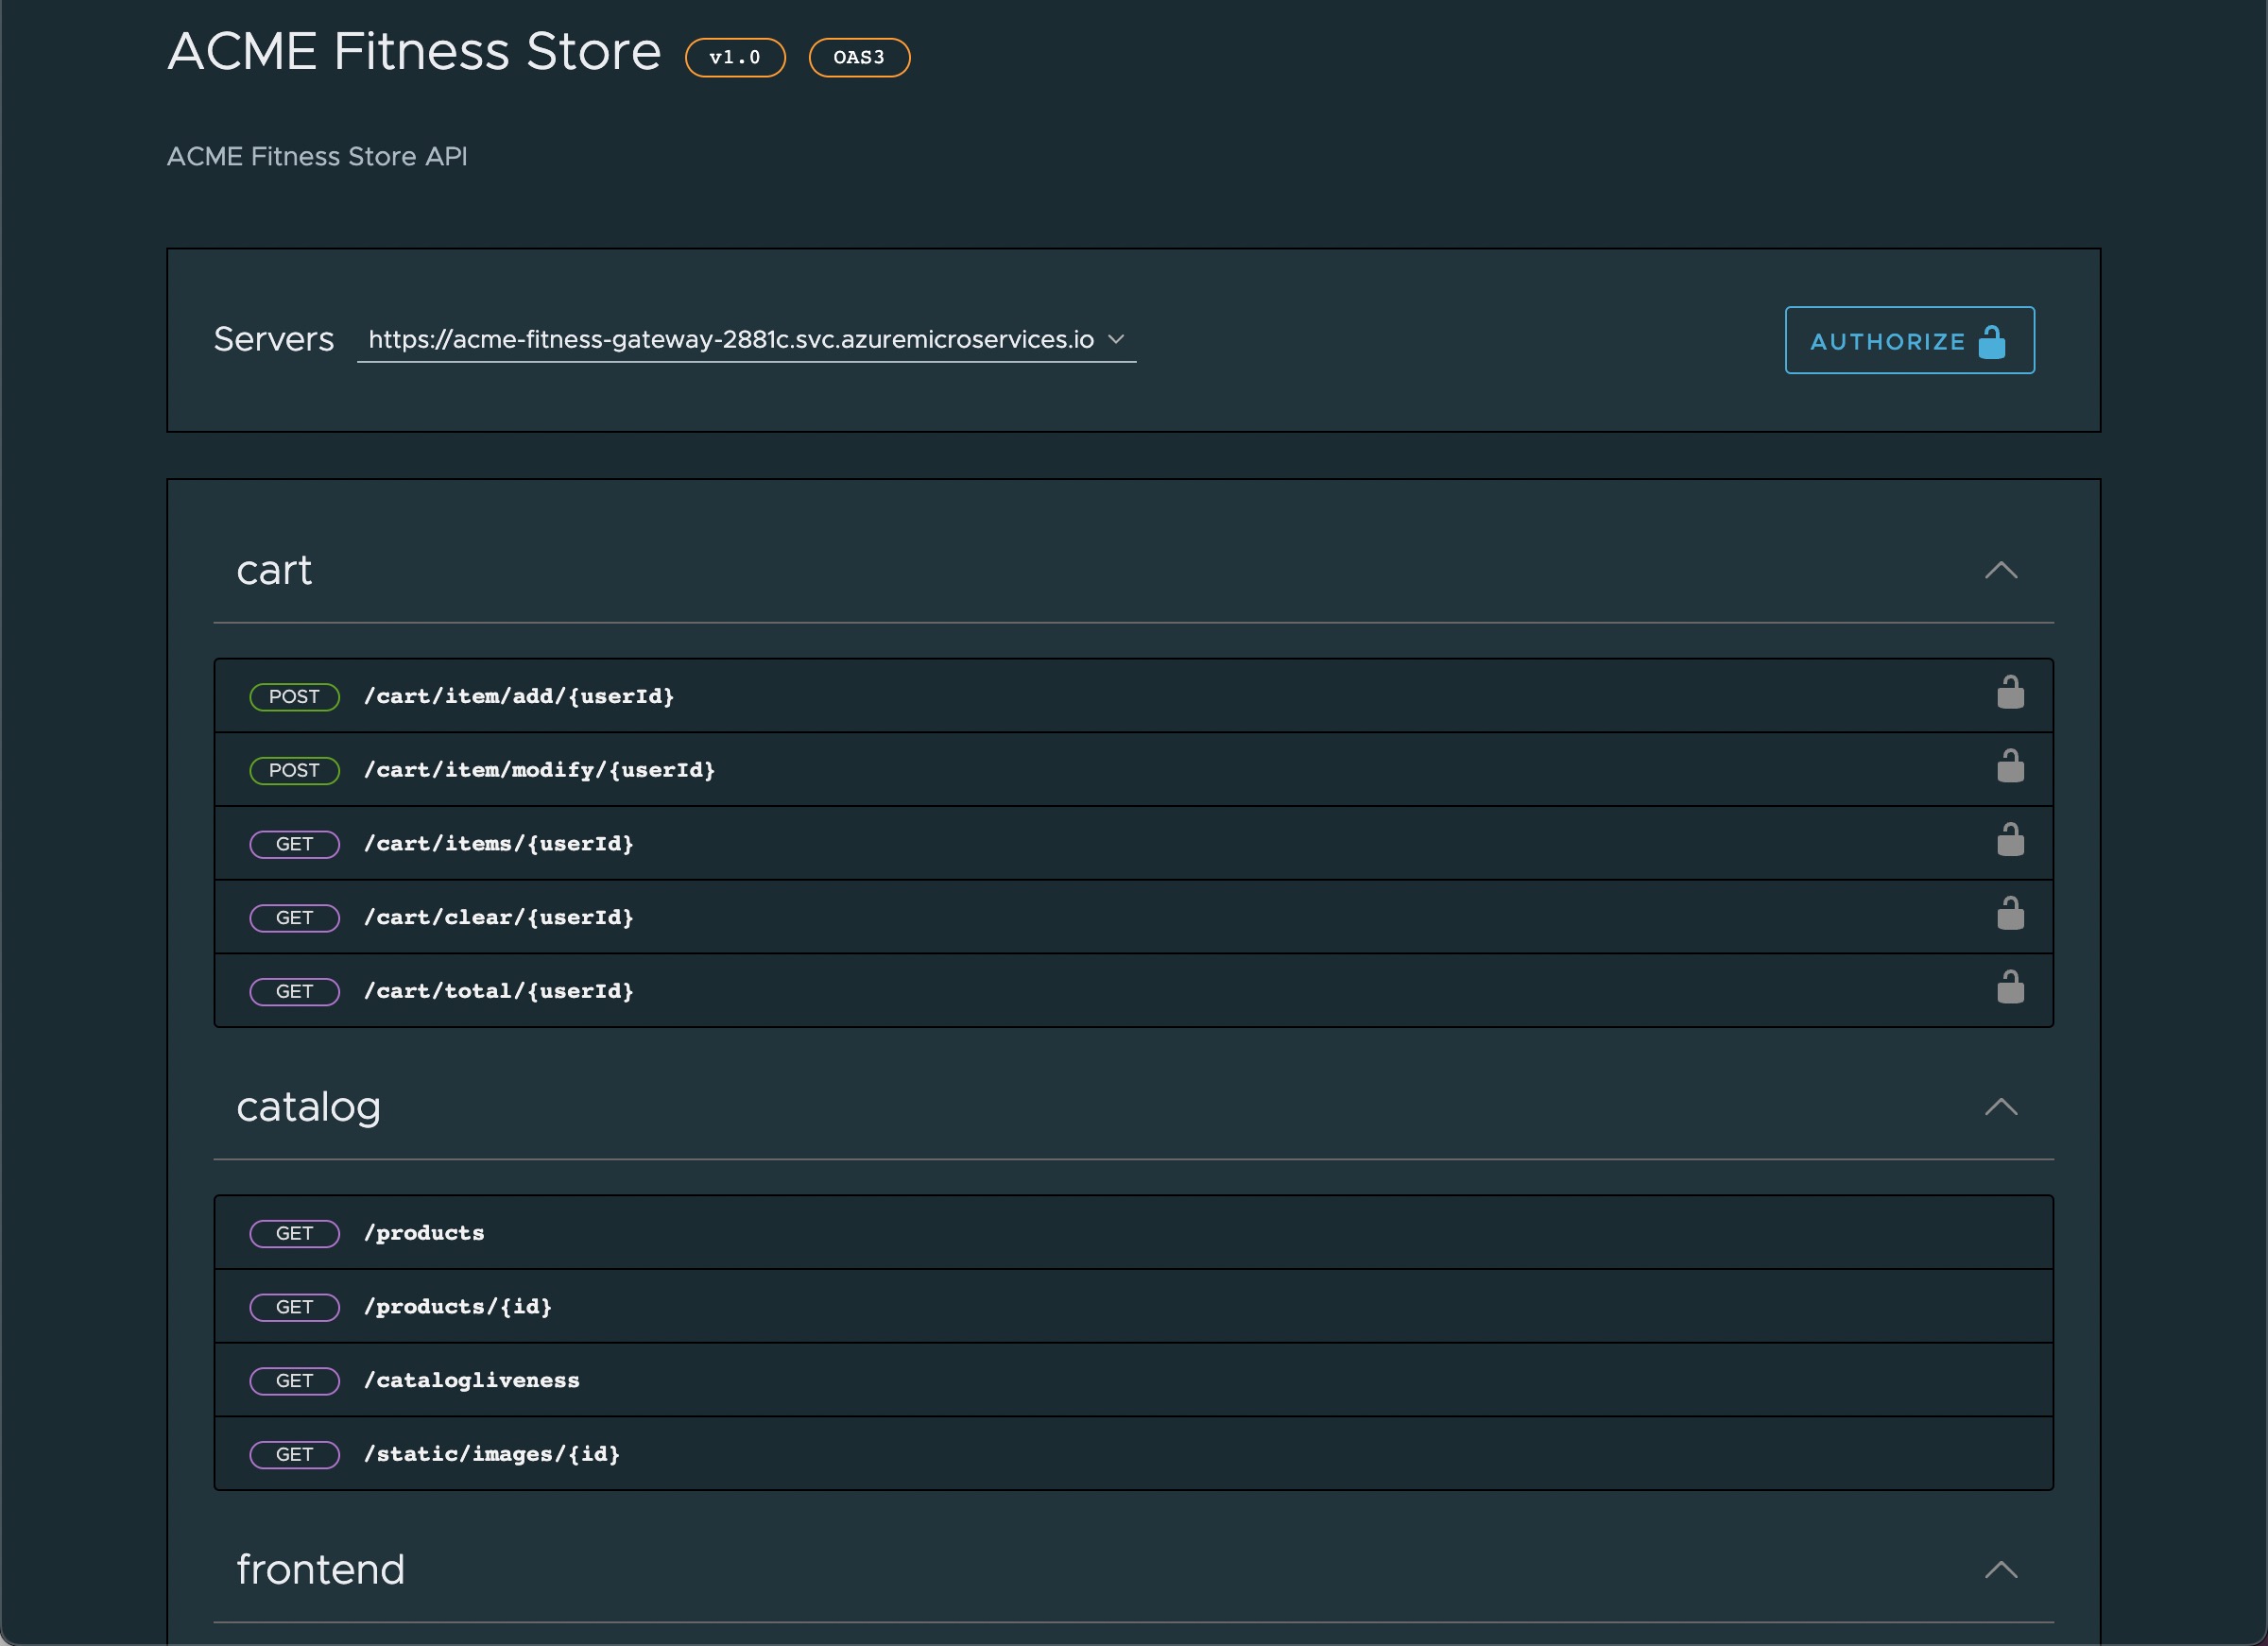 ACME Fitness Store v1.0 OAS3
ACME Fitness Store API
Servers https://acme-fitness-gateway-2881c.svc.azuremicroservices.io AUTHORIZE
cart
POST /cart/item/add/{userId}
POST /cart/item/modify/{userId}
GET /cart/items/{userId}
GET /cart/clear/{userId}
GET /cart/total/{userId}
catalog
GET /products
GET /products/{id}
GET /catalogliveness
GET /static/images/{id}
frontend